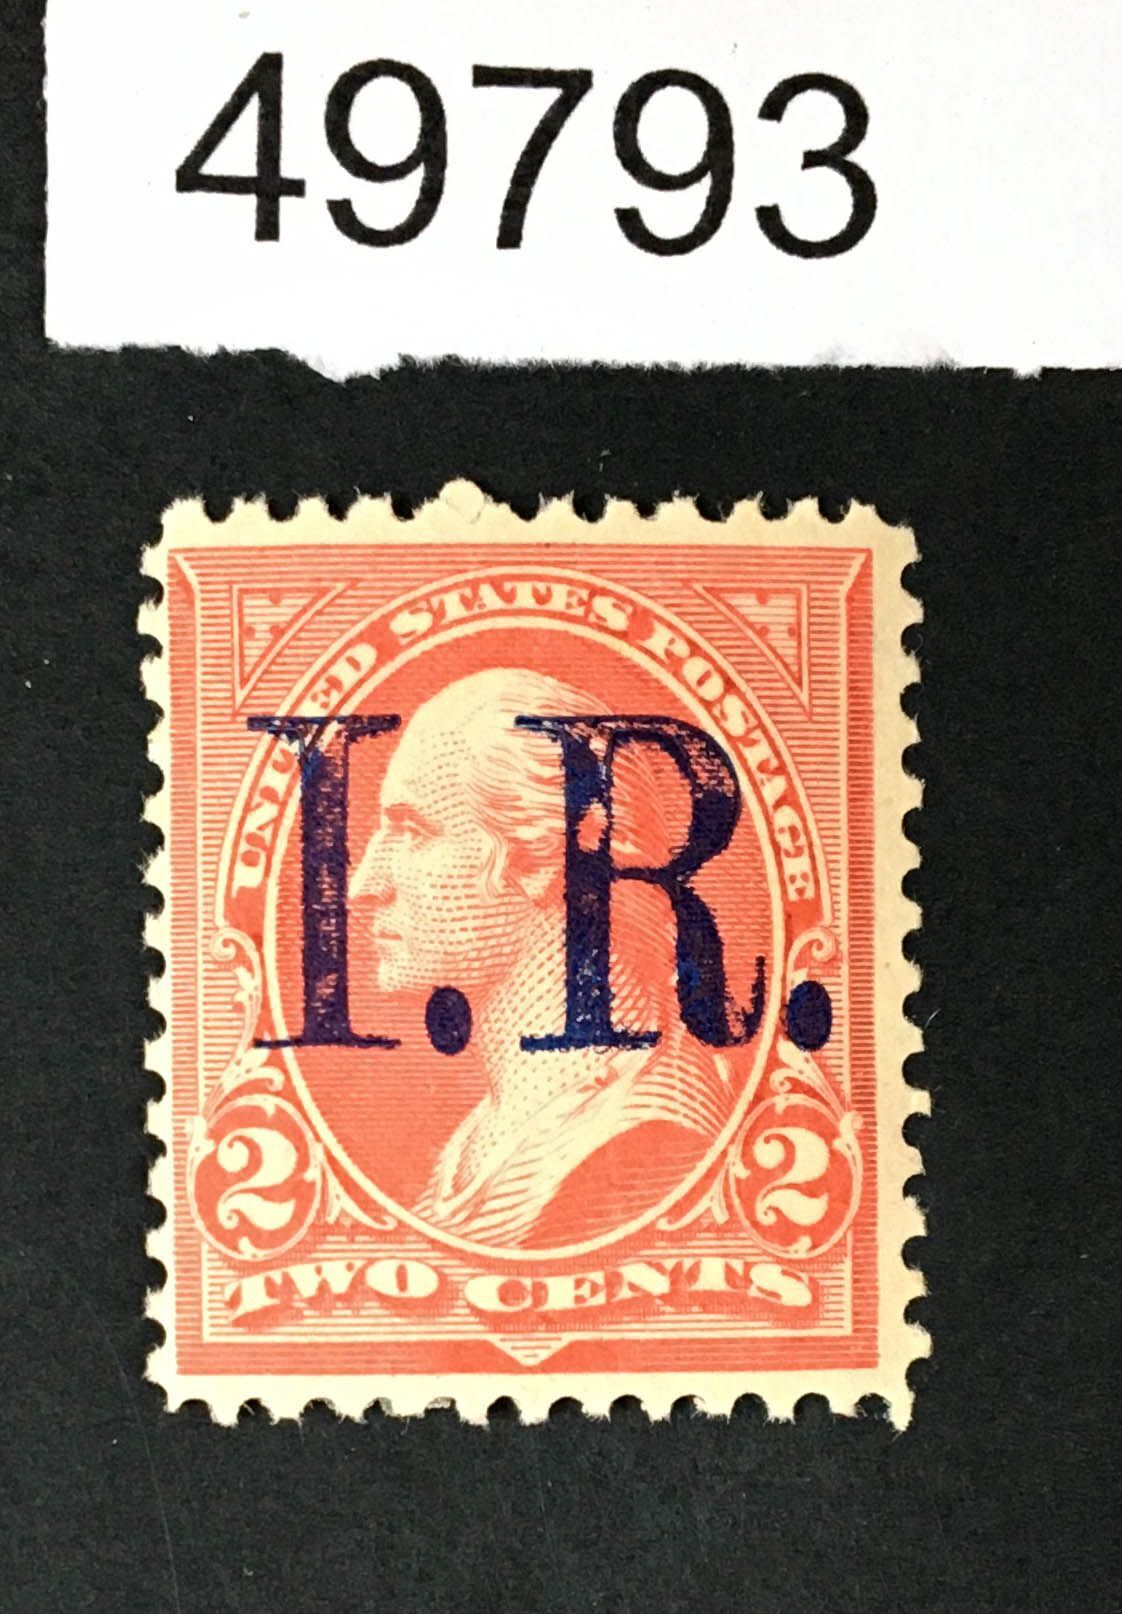 49793
UNITED STATES POSTAGE
I.R.
2 2
TWO CENTS